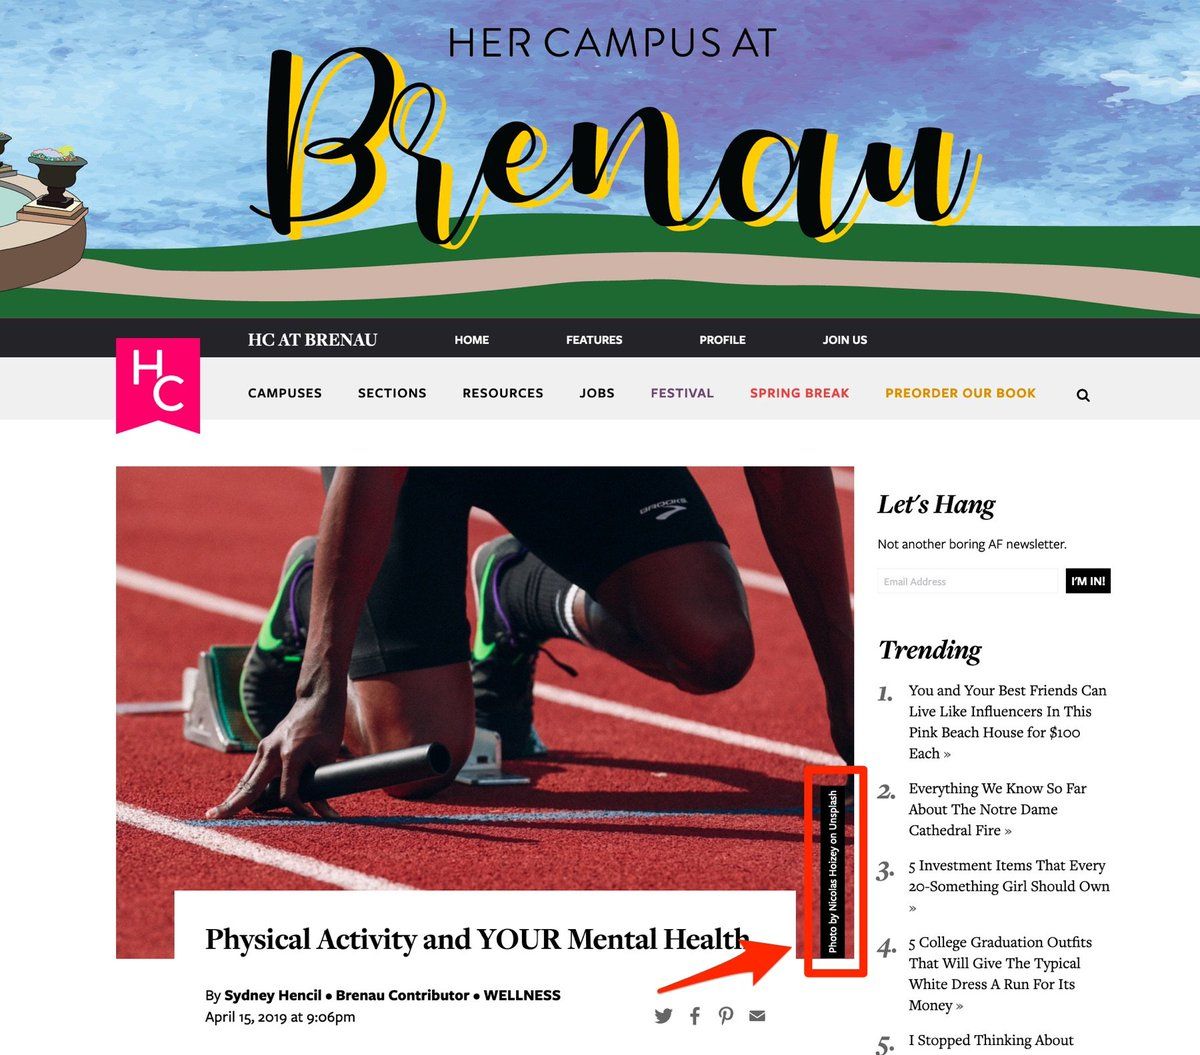 HER CAMPUS AT
Brenau
HC AT BRENAU
HOME
FEATURES
PROFILE
JOIN US
HC
CAMPUSES
SECTIONS
RESOURCES
JOBS
FESTIVAL
SPRING BREAK
PREORDER OUR BOOK
BROOKS
Photo by Nicolas Hoizey on Unsplash
Physical Activity and YOUR Mental Health
By Sydney Hencil • Brenau Contributor • WELLNESS
April 15, 2019 at 9:06pm
Let's Hang
Not another boring AF newsletter.
Email Address
I'M IN!
Trending
1. You and Your Best Friends Can
Live Like Influencers In This
Pink Beach House for $100
Each »
2. Everything We Know So Far
About The Notre Dame
Cathedral Fire »
3. 5 Investment Items That Every
20-Something Girl Should Own
»
4. 5 College Graduation Outfits
That Will Give The Typical
White Dress A Run For Its
Money »
5. I Stopped Thinking About